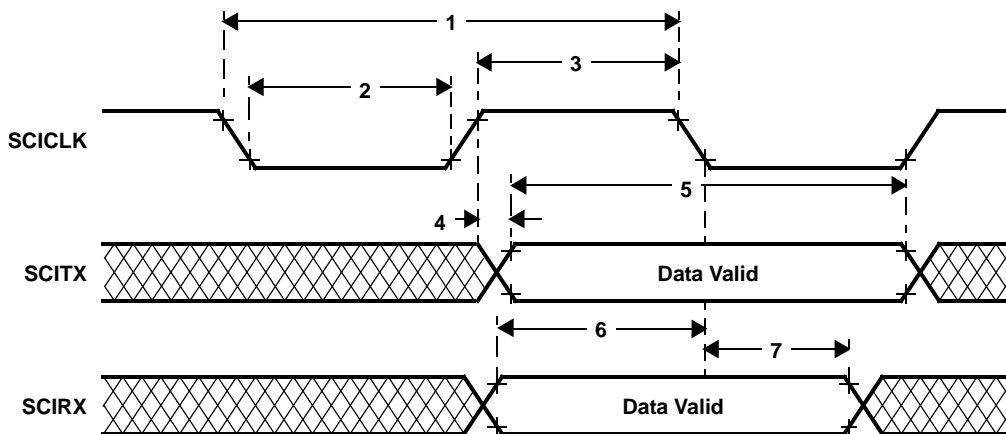 1
3
2
SCICLK
5
4
SCITX
Data Valid
6
7
SCIRX
Data Valid